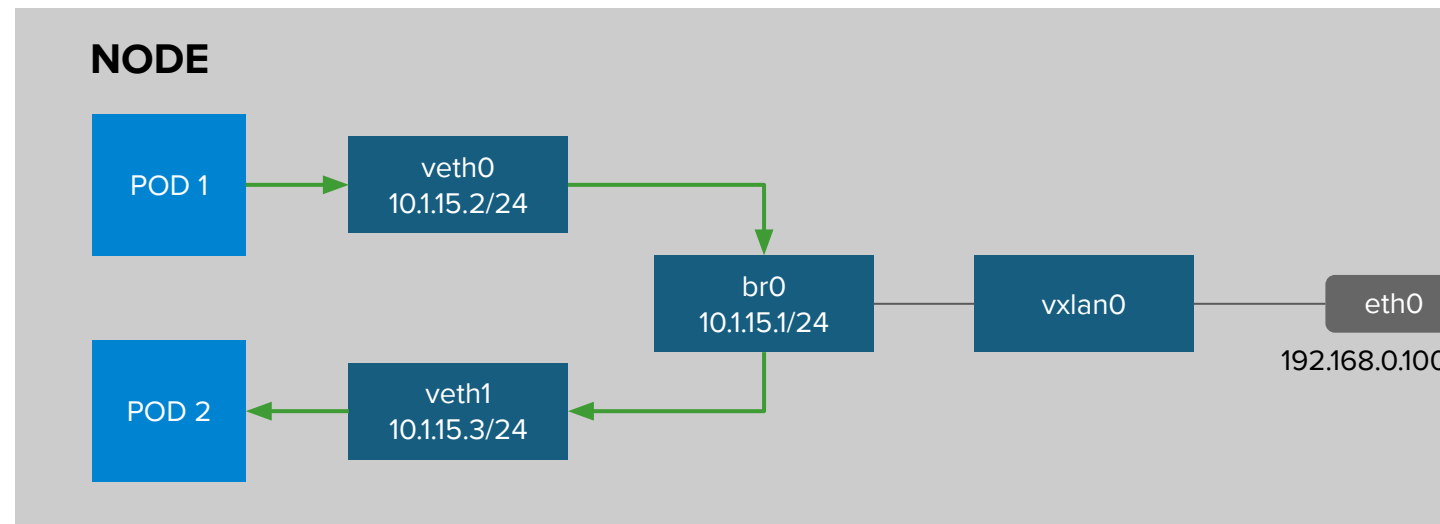 NODE
POD 1
veth0
10.1.15.2/24
br0
10.1.15.1/24
vxlan0
eth0
192.168.0.100
POD 2
veth1
10.1.15.3/24